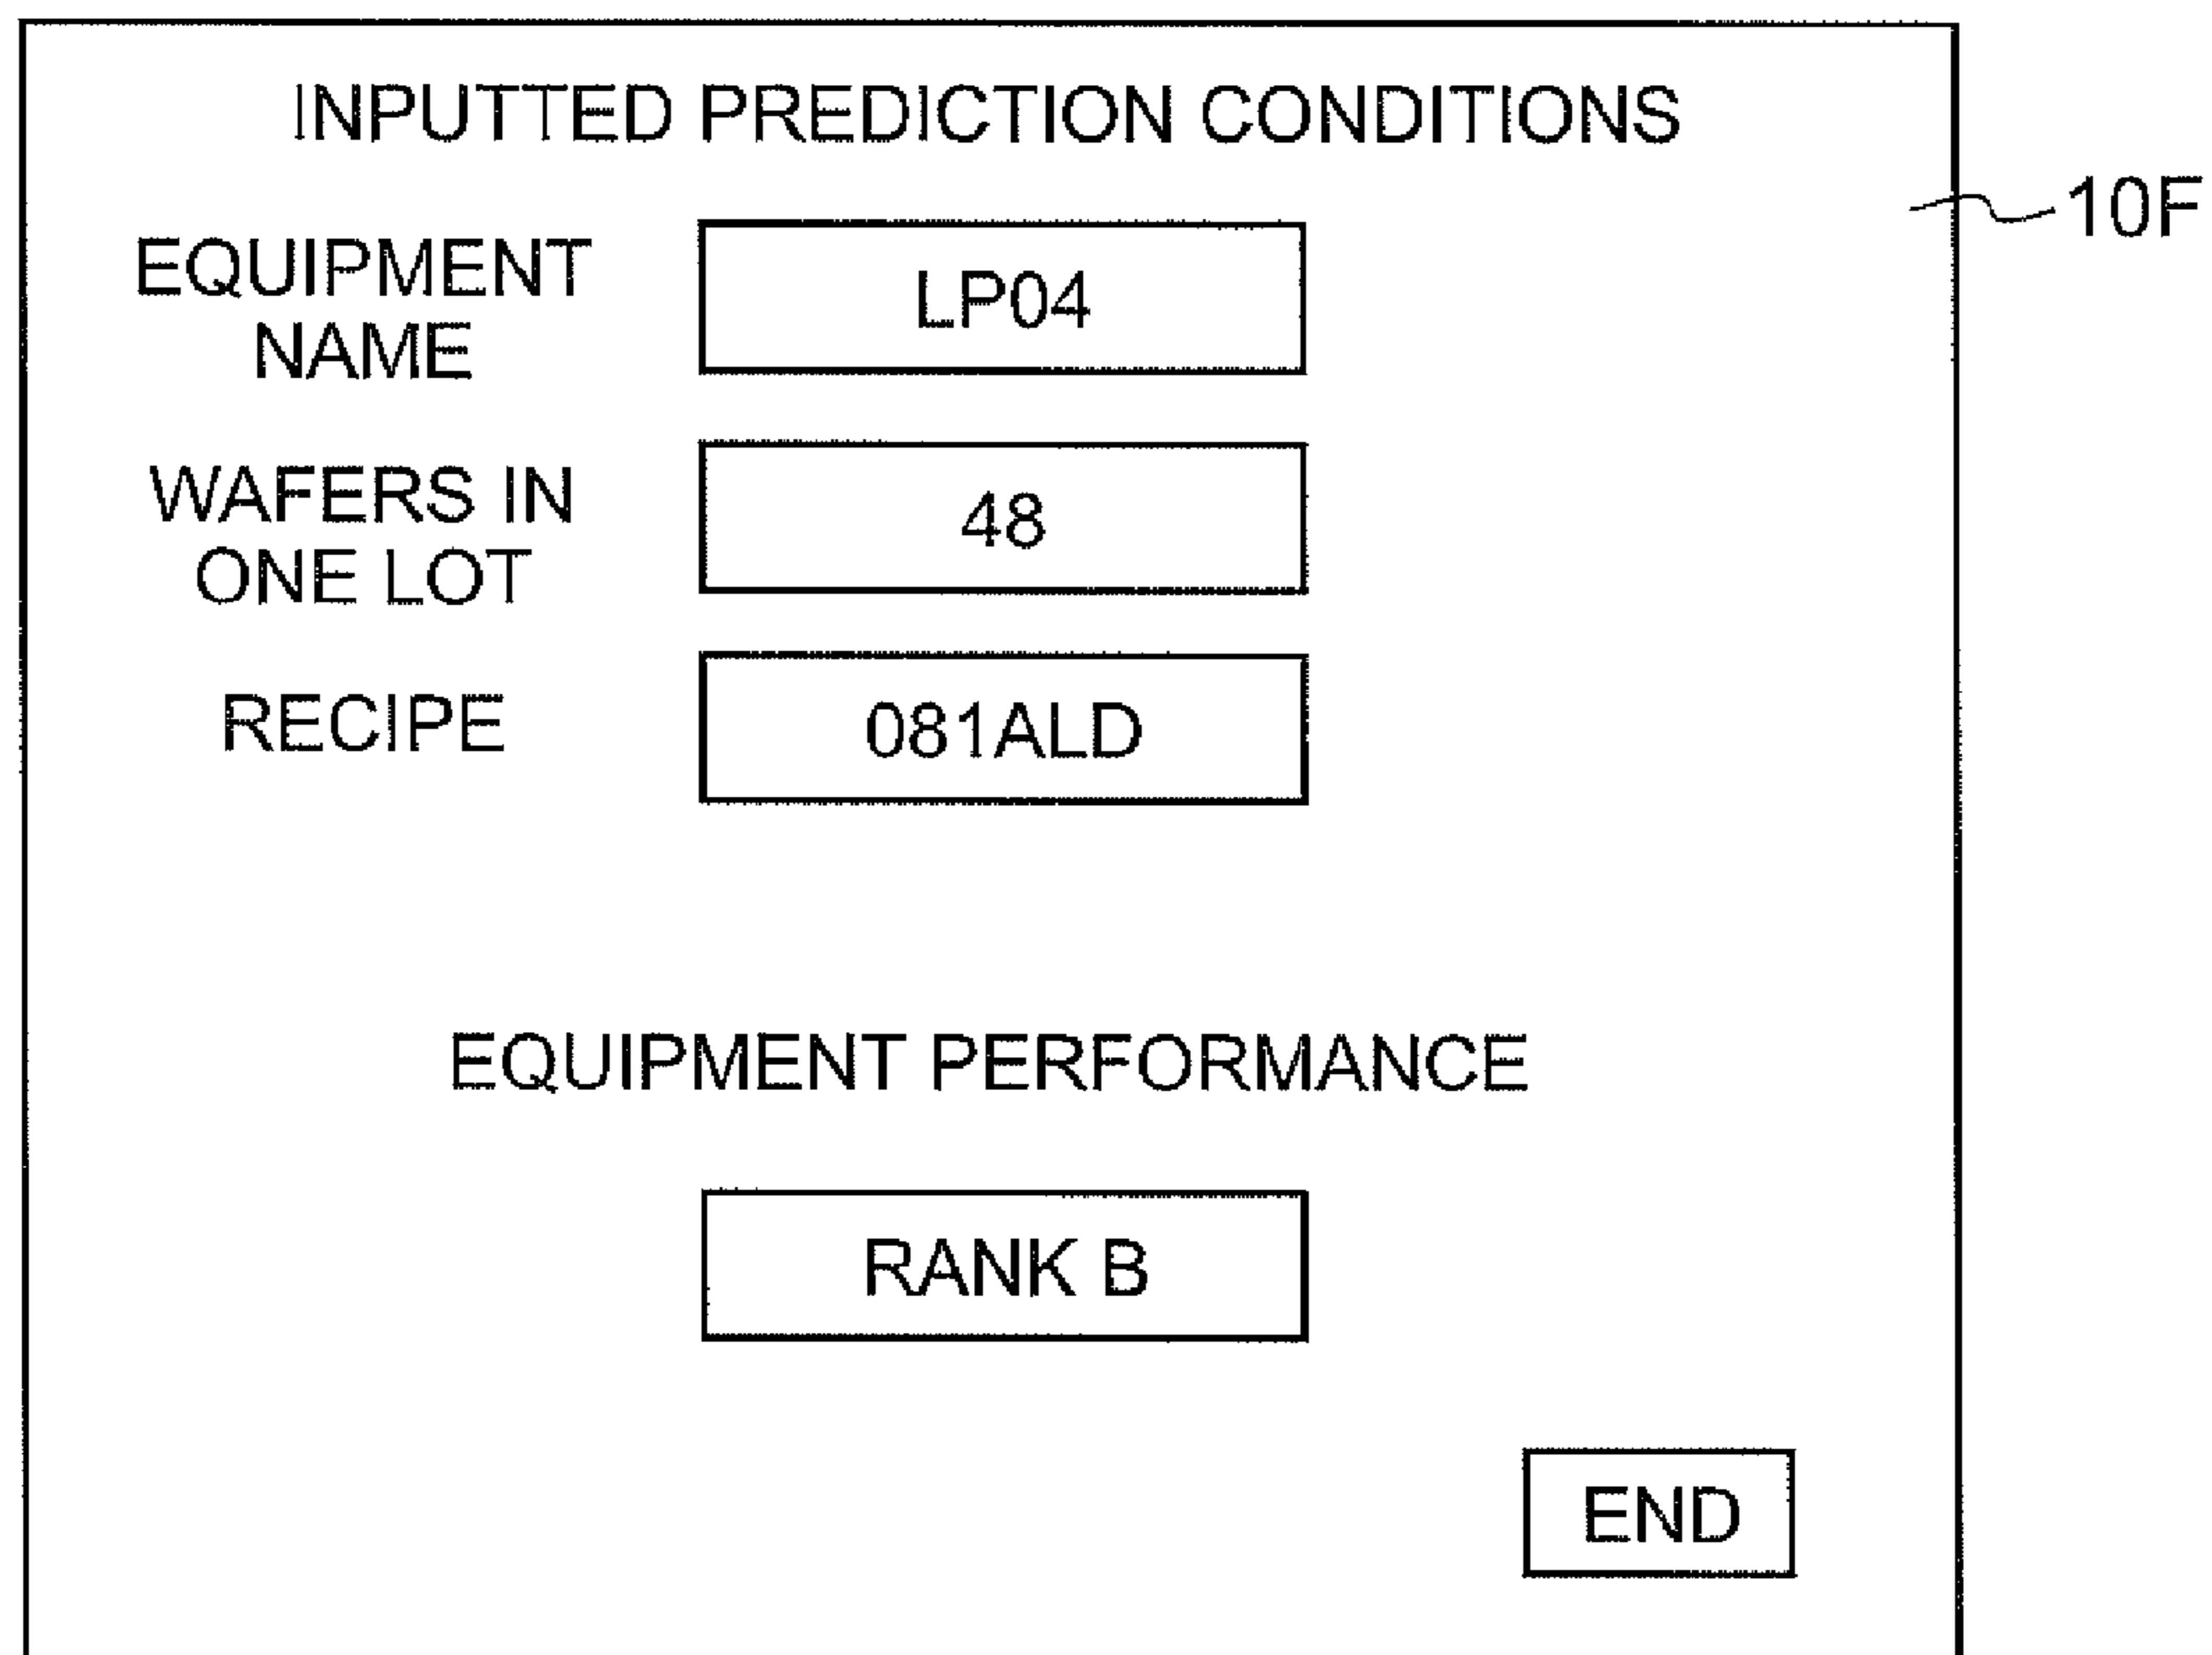 INPUTTED PREDICTION CONDITIONS
10F
EQUIPMENT
NAME
LP04
WAFERS IN
ONE LOT
48
RECIPE
081ALD
EQUIPMENT PERFORMANCE
RANK B
END